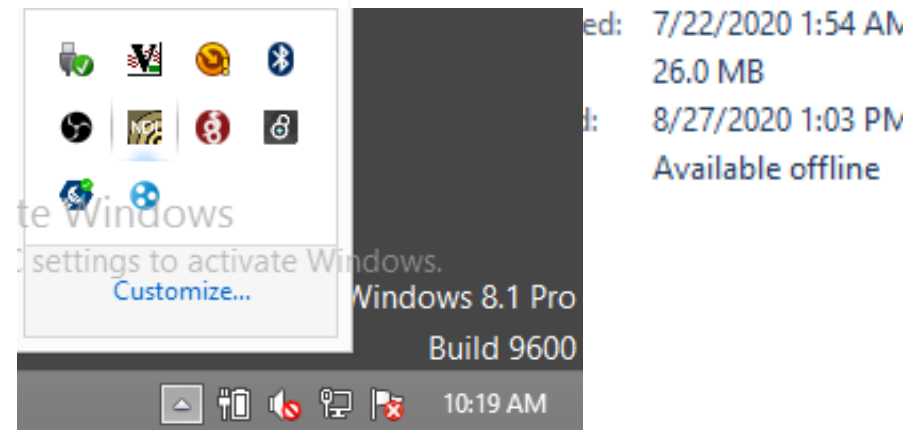 ed: 7/22/2020 1:54 AM
26.0 MB
d: 8/27/2020 1:03 PM
Available offline
te Windows
settings to activate Windows.
Customize...
Windows 8.1 Pro
Build 9600
10:19 AM